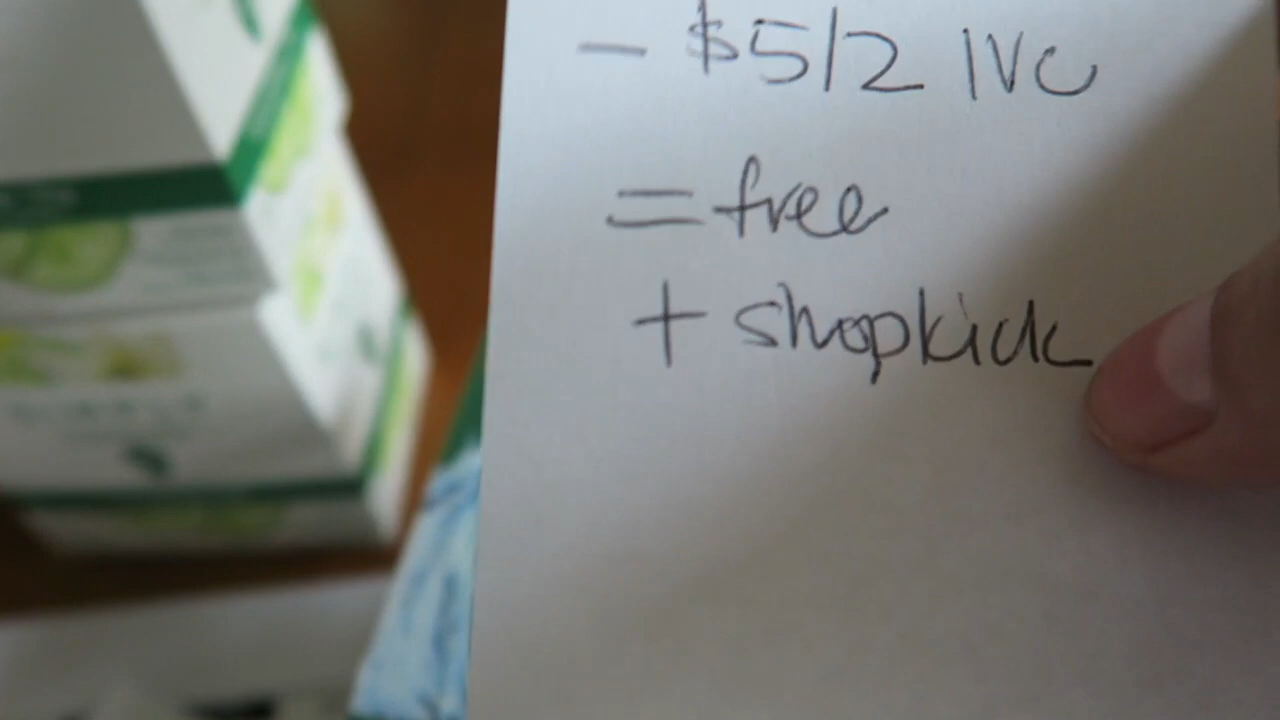 - $5/2 IVC
= free
+ shopkick